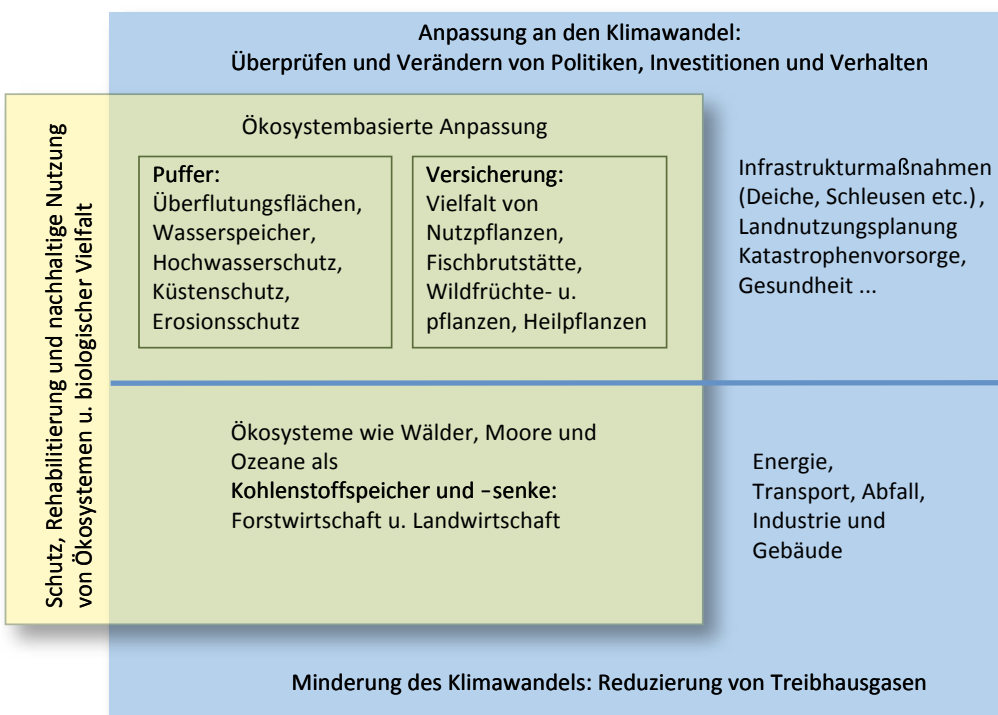 Anpassung an den Klimawandel:
Überprüfen und Verändern von Politiken, Investitionen und Verhalten
Schutz, Rehabilitierung und nachhaltige Nutzung
von Ökosystemen u. biologischer Vielfalt
Ökosystembasierte Anpassung
Puffer:
Überflutungsflächen,
Wasserspeicher,
Hochwasserschutz,
Küstenschutz,
Erosionsschutz
Versicherung:
Vielfalt von
Nutzpflanzen,
Fischbrutstätte,
Wildfrüchte- u.
pflanzen, Heilpflanzen
Infrastrukturmaßnahmen
(Deiche, Schleusen etc.) ,
Landnutzungsplanung
Katastrophenvorsorge,
Gesundheit ...
Ökosysteme wie Wälder, Moore und
Ozeane als
Kohlenstoffspeicher und –senke:
Forstwirtschaft u. Landwirtschaft
Energie,
Transport, Abfall,
Industrie und
Gebäude
Minderung des Klimawandels: Reduzierung von Treibhausgasen